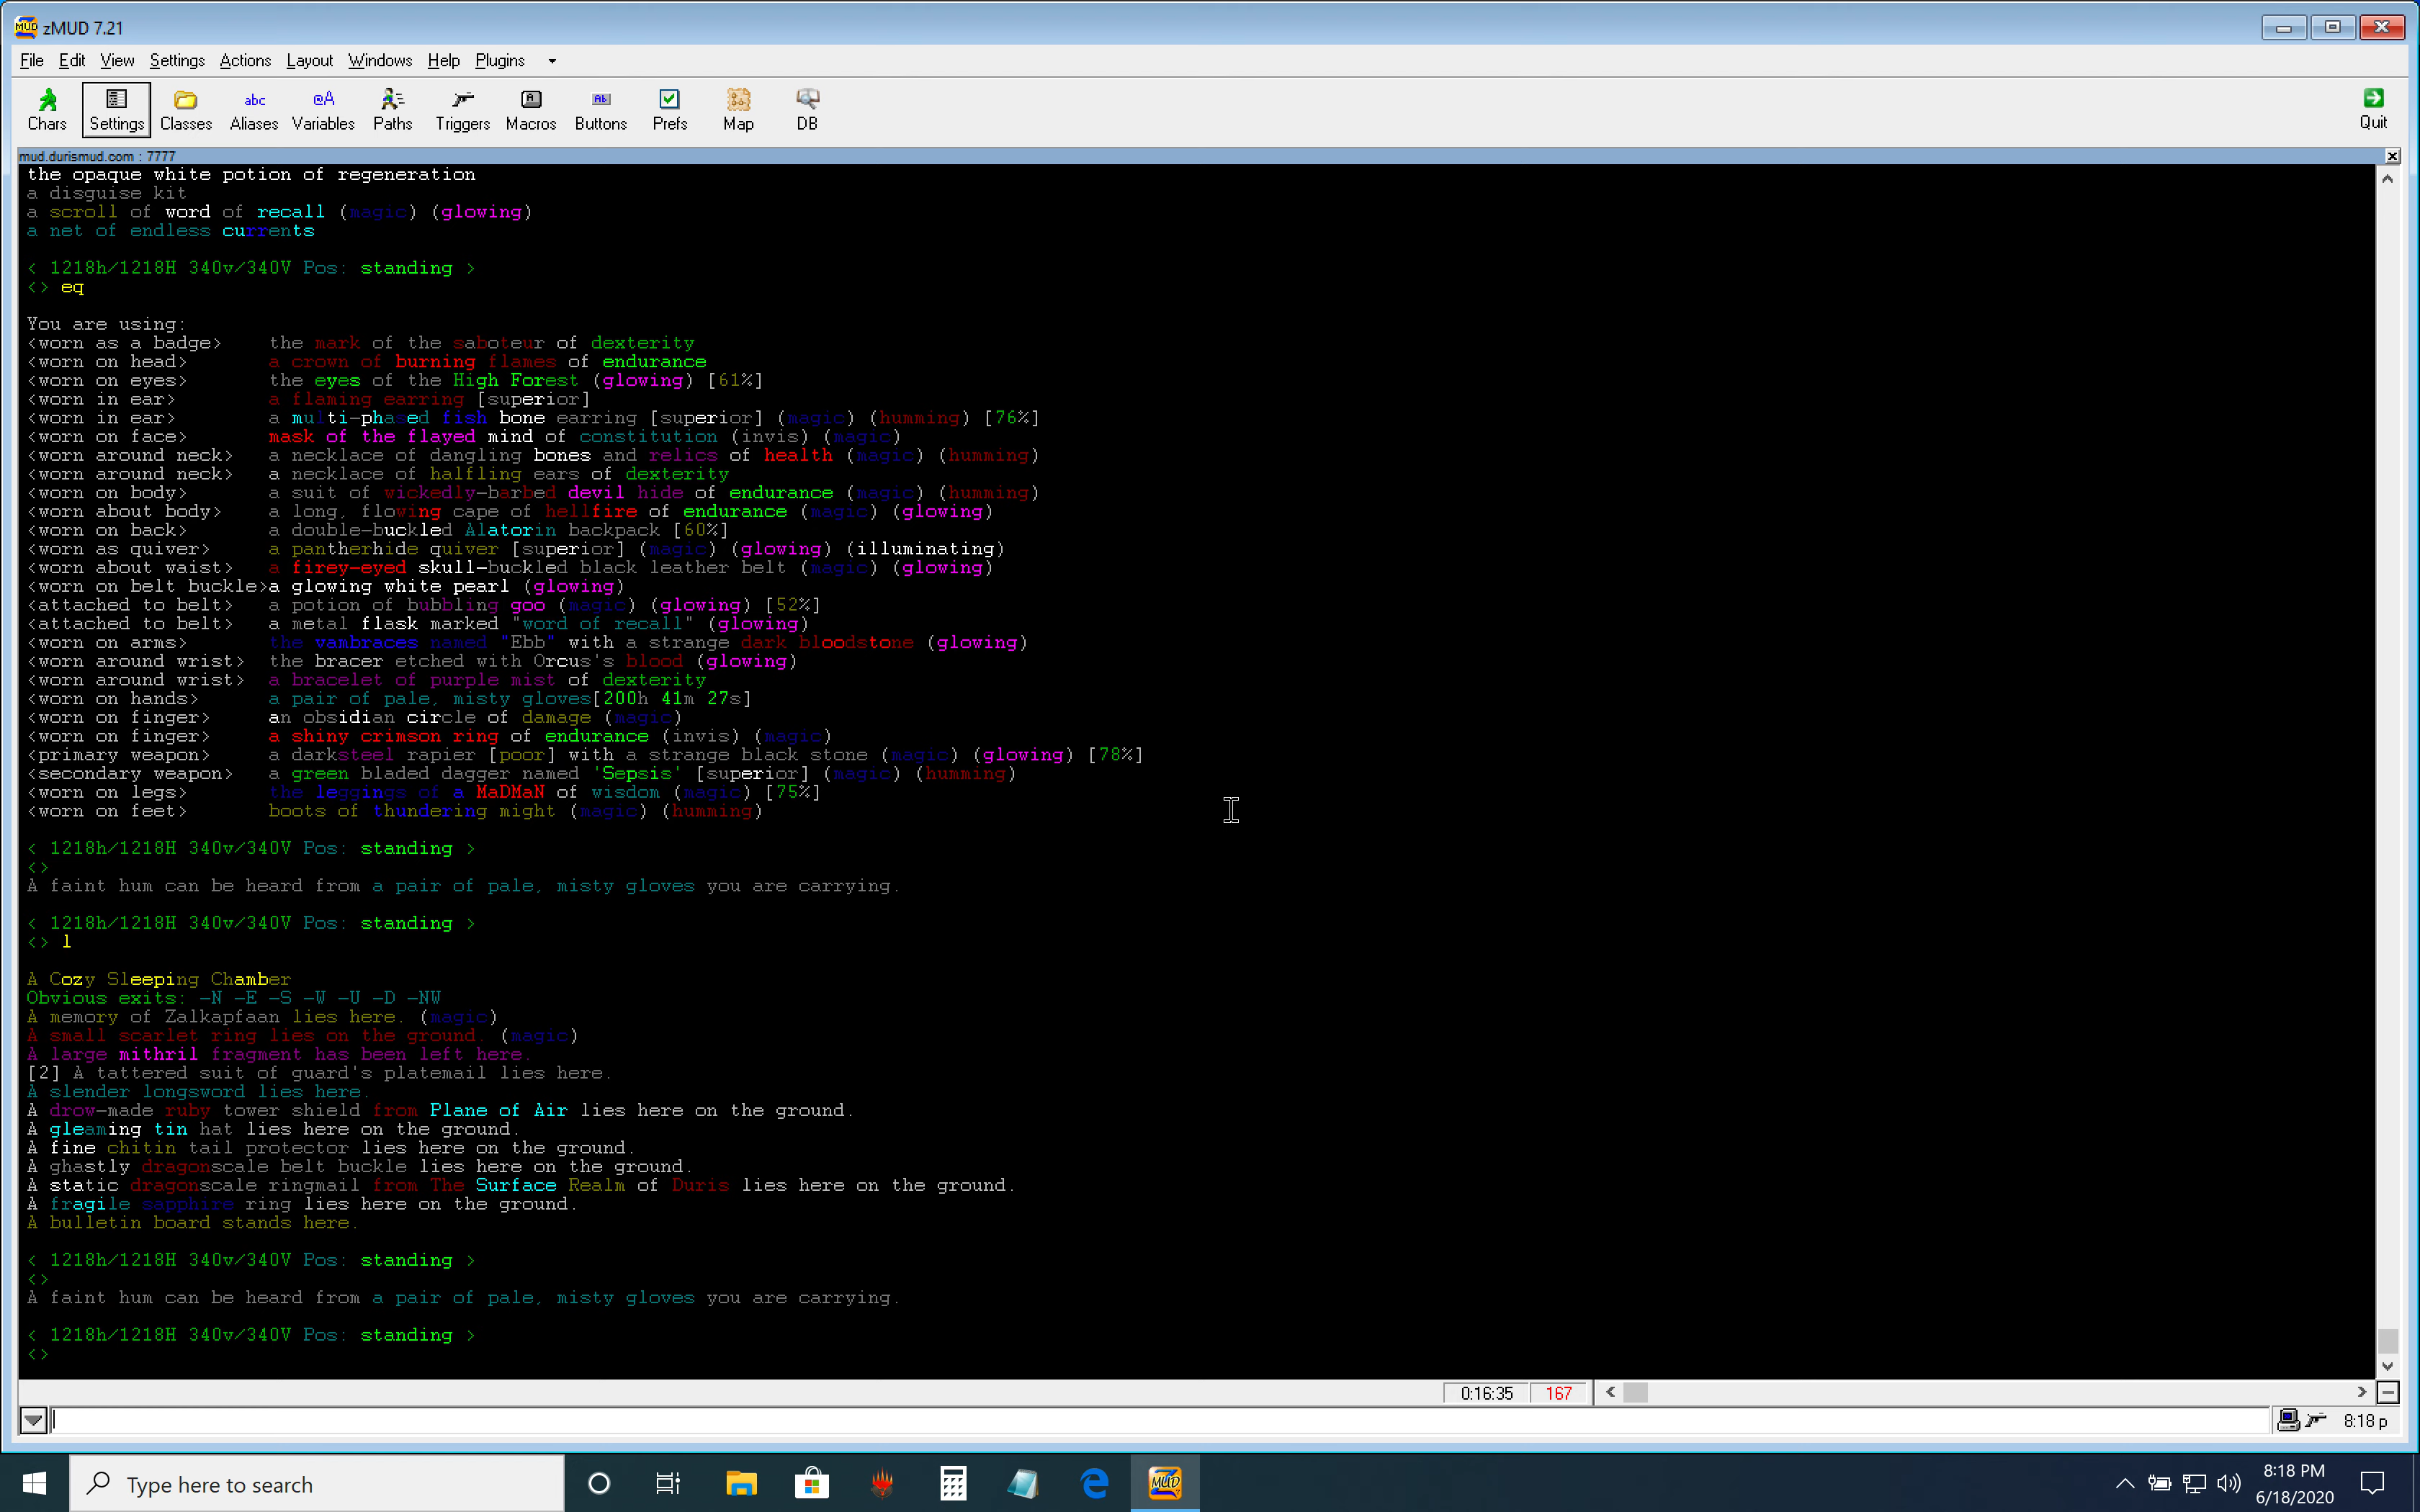 zMUD 7.21
File Edit View Settings Actions Layout Windows Help Plugins
Chars Settings Classes Aliases Variables Paths Triggers Macros Buttons Prefs Map DB Quit
mud.durismud.com : 7777
the opaque white potion of regeneration
a disguise kit
a scroll of word of recall (magic) (glowing)
a net of endless currents
< 1218h/1218H 340v/340V Pos: standing >
<> eq
You are using:
<worn as a badge> the mark of the saboteur of dexterity
<worn on head> a crown of burning flames of endurance
<worn on eyes> the eyes of the High Forest (glowing) [61%]
<worn in ear> a flaming earring [superior]
<worn in ear> a multi-phased fish bone earring [superior] (magic) (humming) [76%]
<worn on face> mask of the flayed mind of constitution (invis) (magic)
<worn around neck> a necklace of dangling bones and relics of health (magic) (humming)
<worn around neck> a necklace of halfling ears of dexterity
<worn on body> a suit of wickedly-barbed devil hide of endurance (magic) (humming)
<worn about body> a long, flowing cape of hellfire of endurance (magic) (glowing)
<worn on back> a double-buckled Alatorin backpack [60%]
<worn as quiver> a pantherhide quiver [superior] (magic) (glowing) (illuminating)
<worn about waist> a firey-eyed skull-buckled black leather belt (magic) (glowing)
<worn on belt buckle>a glowing white pearl (glowing)
<attached to belt> a potion of bubbling goo (magic) (glowing) [52%]
<attached to belt> a metal flask marked "word of recall" (glowing)
<worn on arms> the vambraces named "Ebb" with a strange dark bloodstone (glowing)
<worn around wrist> the bracer etched with Orcus's blood (glowing)
<worn around wrist> a bracelet of purple mist of dexterity
<worn on hands> a pair of pale, misty gloves[200h 41m 27s]
<worn on finger> an obsidian circle of damage (magic)
<worn on finger> a shiny crimson ring of endurance (invis) (magic)
<primary weapon> a darksteel rapier [poor] with a strange black stone (magic) (glowing) [78%]
<secondary weapon> a green bladed dagger named 'Sepsis' [superior] (magic) (humming)
<worn on legs> the leggings of a MaDMaN of wisdom (magic) [75%]
<worn on feet> boots of thundering might (magic) (humming)
< 1218h/1218H 340v/340V Pos: standing >
<>
A faint hum can be heard from a pair of pale, misty gloves you are carrying.
< 1218h/1218H 340v/340V Pos: standing >
<> l
A Cozy Sleeping Chamber
Obvious exits: -N -E -S -W -U -D -NW
A memory of Zalkapfaan lies here. (magic)
A small scarlet ring lies on the ground. (magic)
A large mithril fragment has been left here.
[2] A tattered suit of guard's platemail lies here.
A slender longsword lies here.
A drow-made ruby tower shield from Plane of Air lies here on the ground.
A gleaming tin hat lies here on the ground.
A fine chitin tail protector lies here on the ground.
A ghastly dragonscale belt buckle lies here on the ground.
A static dragonscale ringmail from The Surface Realm of Duris lies here on the ground.
A fragile sapphire ring lies here on the ground.
A bulletin board stands here.
< 1218h/1218H 340v/340V Pos: standing >
<>
A faint hum can be heard from a pair of pale, misty gloves you are carrying.
< 1218h/1218H 340v/340V Pos: standing >
<>
0:16:35 167
8:18 p
Type here to search
8:18 PM
6/18/2020